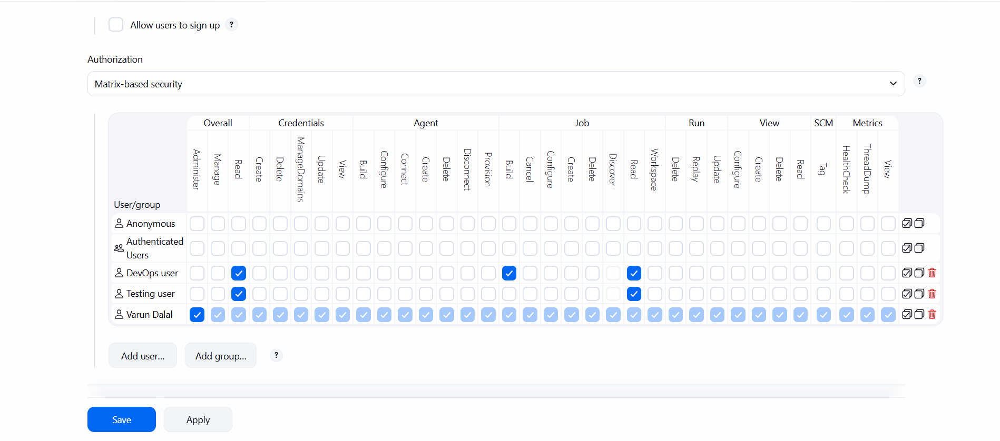 Allow users to sign up ?
Authorization
Matrix-based security
?
Overall Credentials Agent Job Run View SCM Metrics
User/group Administer Manage Read Create Delete ManageDomains Update View Build Configure Connect Create Delete Disconnect Provision Build Cancel Configure Create Delete Discover Read Workspace Delete Replay Update Configure Create Delete Read Tag HealthCheck ThreadDump View
Anonymous
Authenticated
Users
DevOps user
Testing user
Varun Dalal
Add user... Add group... ?
Save Apply